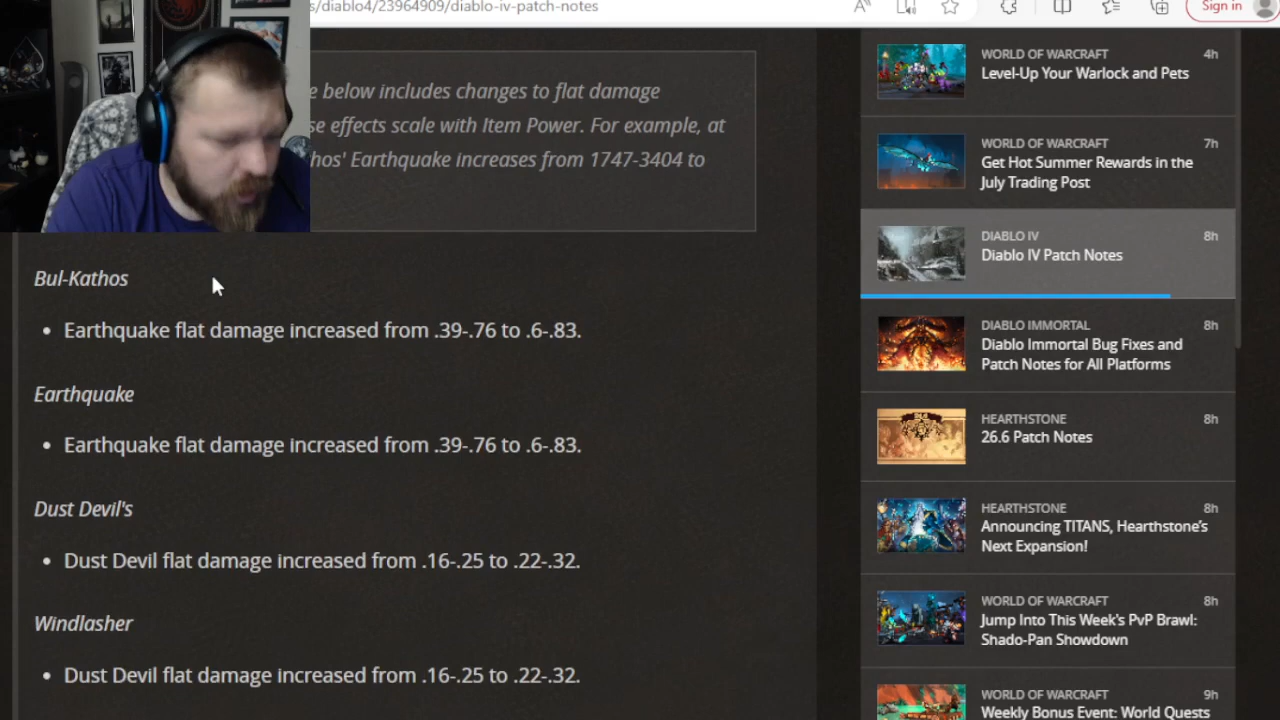 s/diablo4/23964909/diablo-iv-patch-notes
Sign in
e below includes changes to flat damage
se effects scale with Item Power. For example, at
hos' Earthquake increases from 1747-3404 to
Bul-Kathos
• Earthquake flat damage increased from .39-.76 to .6-.83.
Earthquake
• Earthquake flat damage increased from .39-.76 to .6-.83.
Dust Devil's
• Dust Devil flat damage increased from .16-.25 to .22-.32.
Windlasher
• Dust Devil flat damage increased from .16-.25 to .22-.32.
WORLD OF WARCRAFT 4h
Level-Up Your Warlock and Pets
WORLD OF WARCRAFT 7h
Get Hot Summer Rewards in the
July Trading Post
DIABLO IV 8h
Diablo IV Patch Notes
DIABLO IMMORTAL 8h
Diablo Immortal Bug Fixes and
Patch Notes for All Platforms
HEARTHSTONE 8h
26.6 Patch Notes
HEARTHSTONE 8h
Announcing TITANS, Hearthstone's
Next Expansion!
WORLD OF WARCRAFT 8h
Jump Into This Week's PvP Brawl:
Shado-Pan Showdown
WORLD OF WARCRAFT 9h
Weekly Bonus Event: World Quests